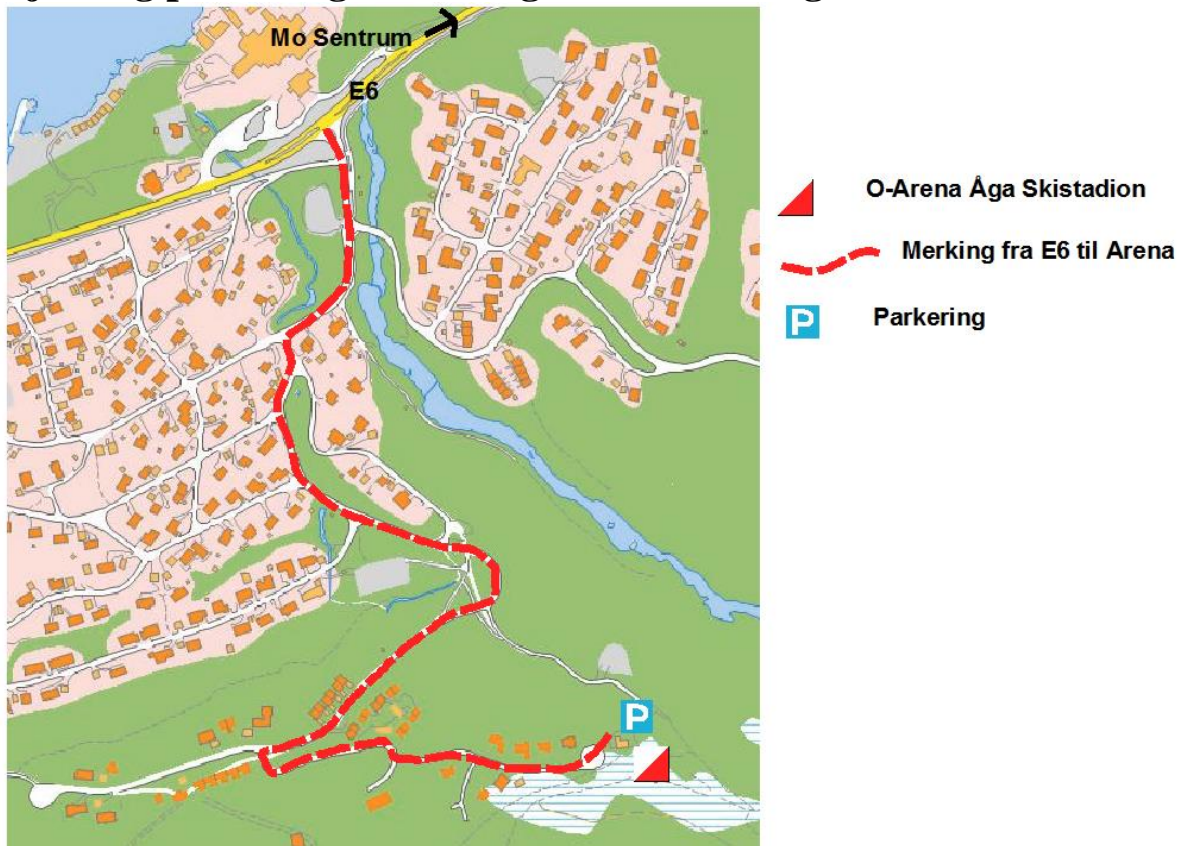 Mo Sentrum
E6
O-Arena Åga Skistadion
Merking fra E6 til Arena
P Parkering
P